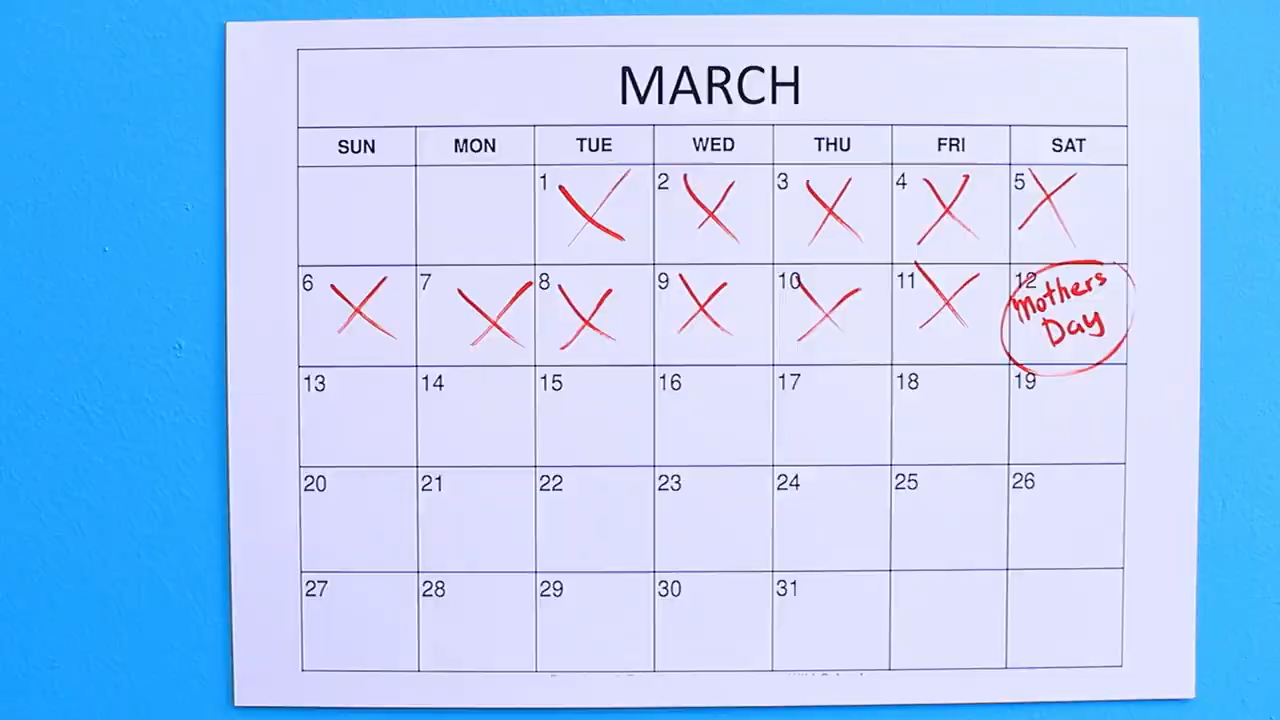 MARCH
SUN MON TUE WED THU FRI SAT
1 2 3 4 5
6 7 8 9 10 11 12
Mothers
Day
13 14 15 16 17 18 19
20 21 22 23 24 25 26
27 28 29 30 31